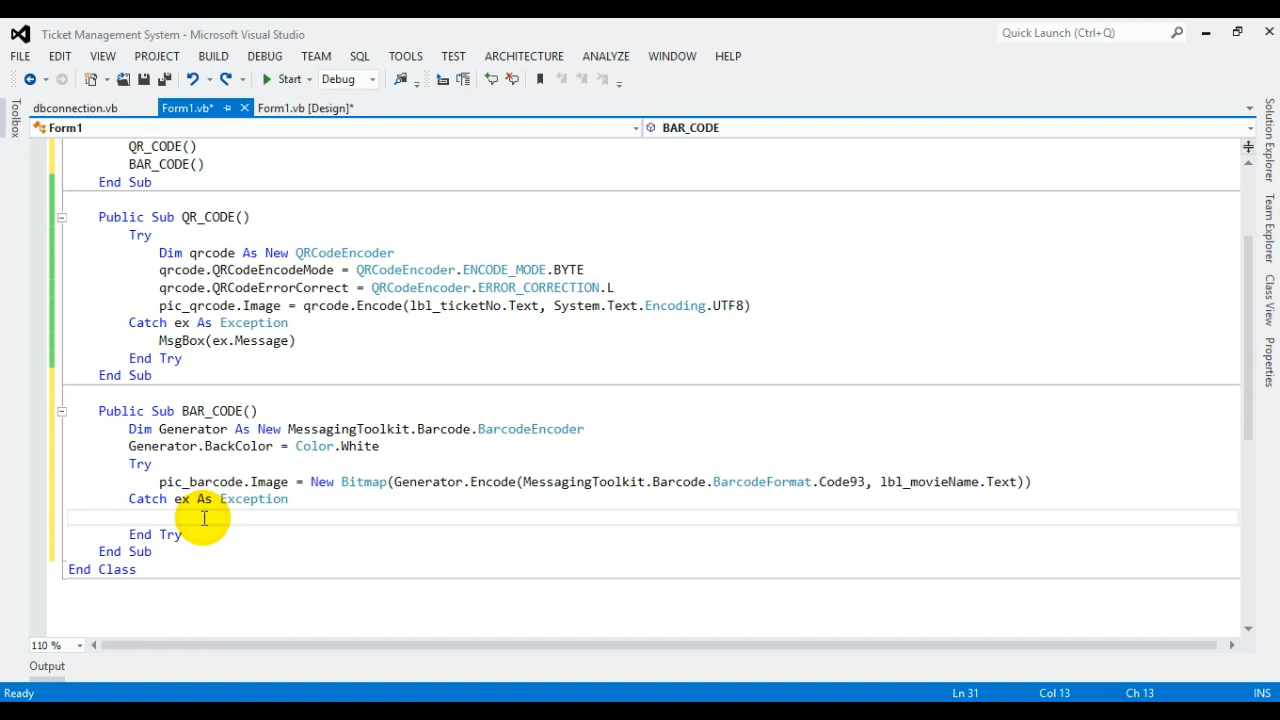 Ticket Management System - Microsoft Visual Studio
Quick Launch (Ctrl+Q)
FILE EDIT VIEW PROJECT BUILD DEBUG TEAM SQL TOOLS TEST ARCHITECTURE ANALYZE WINDOW HELP
Start Debug
dbconnection.vb Form1.vb* Form1.vb [Design]*
Form1 BAR_CODE
QR_CODE()
BAR_CODE()
End Sub
Public Sub QR_CODE()
Try
Dim qrcode As New QRCodeEncoder
qrcode.QRCodeEncodeMode = QRCodeEncoder.ENCODE_MODE.BYTE
qrcode.QRCodeErrorCorrect = QRCodeEncoder.ERROR_CORRECTION.L
pic_qrcode.Image = qrcode.Encode(lbl_ticketNo.Text, System.Text.Encoding.UTF8)
Catch ex As Exception
MsgBox(ex.Message)
End Try
End Sub
Public Sub BAR_CODE()
Dim Generator As New MessagingToolkit.Barcode.BarcodeEncoder
Generator.BackColor = Color.White
Try
pic_barcode.Image = New Bitmap(Generator.Encode(MessagingToolkit.Barcode.BarcodeFormat.Code93, lbl_movieName.Text))
Catch ex As Exception
End Try
End Sub
End Class
110 %
Output
Ready Ln 31 Col 13 Ch 13 INS
Toolbox
Solution Explorer
Team Explorer
Class View
Properties